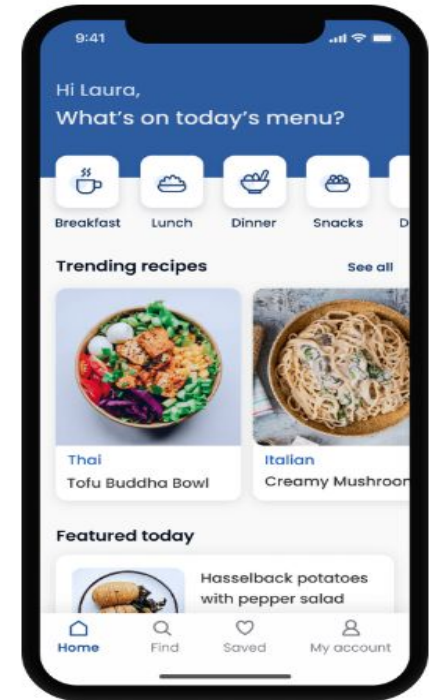 9:41
Hi Laura,
What's on today's menu?
Breakfast Lunch Dinner Snacks D
Trending recipes See all
Thai Italian
Tofu Buddha Bowl Creamy Mushroom
Featured today
Hasselback potatoes
with pepper salad
Home Find Saved My account